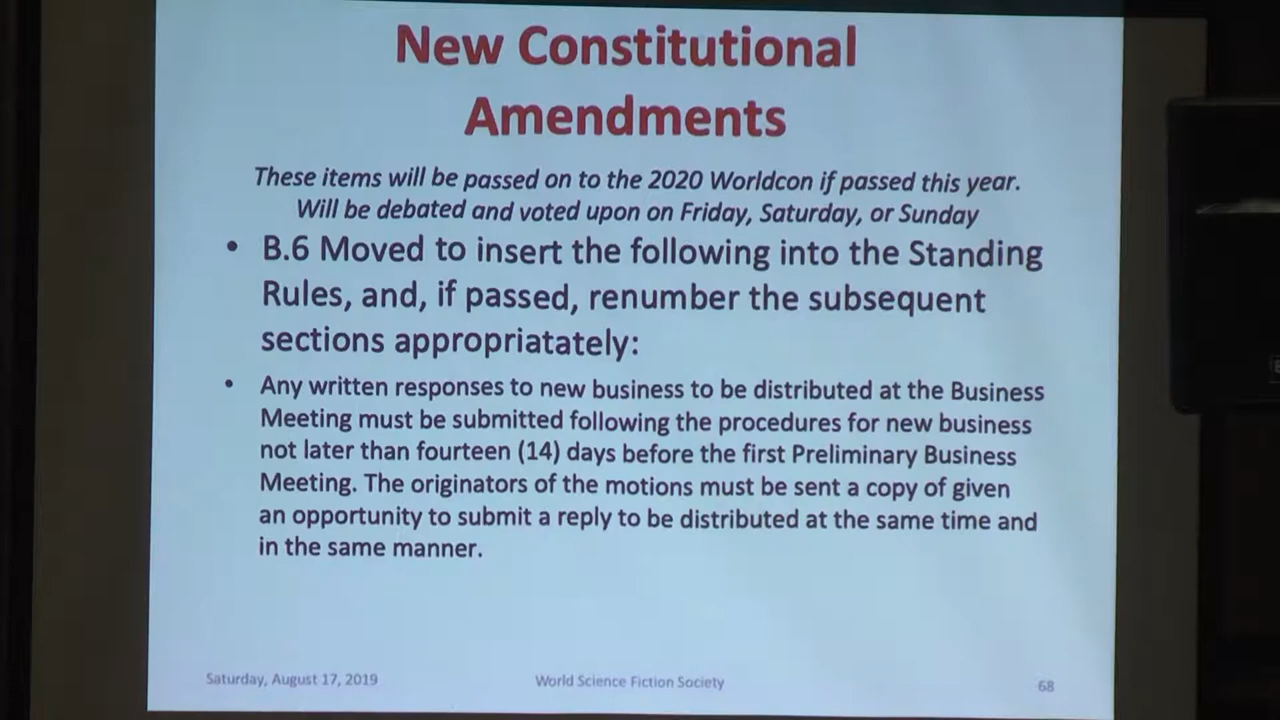 New Constitutional
Amendments
These items will be passed on to the 2020 Worldcon if passed this year.
Will be debated and voted upon on Friday, Saturday, or Sunday
• B.6 Moved to insert the following into the Standing
Rules, and, if passed, renumber the subsequent
sections appropriatately:
• Any written responses to new business to be distributed at the Business
Meeting must be submitted following the procedures for new business
not later than fourteen (14) days before the first Preliminary Business
Meeting. The originators of the motions must be sent a copy of given
an opportunity to submit a reply to be distributed at the same time and
in the same manner.
Saturday, August 17, 2019 World Science Fiction Society 68